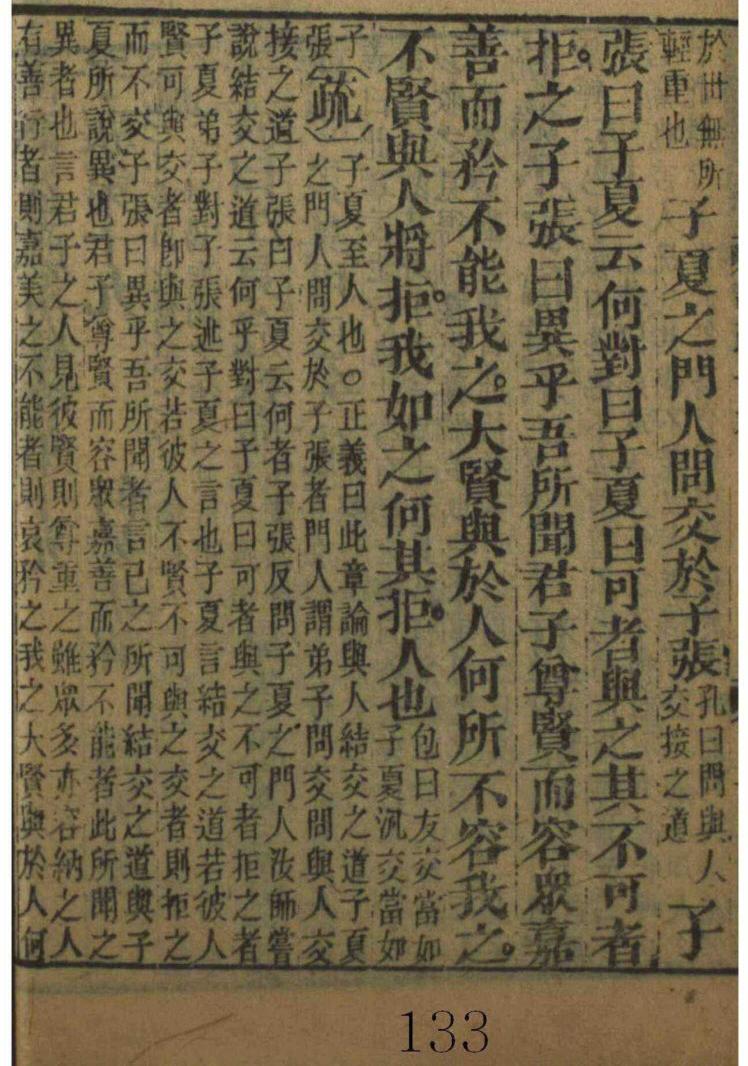 於世無所輕重也子夏之門人問交於子張孔曰問與人交接之道子
張曰子夏云何對曰子夏曰可者與之其不可者
拒之子張曰異乎吾所聞君子尊賢而容眾嘉
善而矜不能我之大賢與於人何所不容我之
不賢與人將拒我如之何其拒人也包曰友交當如子夏汎交當如
子張〔疏〕子夏至人也○正義曰此章論與人結交之道子夏之門人問交於子張者門人謂弟子問交問與人交
接之道子張曰子夏云何者子張反問子夏之門人汝師嘗
說結交之道云何乎對曰子夏曰可者與之不可者拒之者
子夏弟子對子張述子夏之言也子夏言結交之道若彼人
賢可與交者即與之交若彼人不賢不可與之交者則拒之
而不交子張曰異乎吾所聞者言己之所聞結交之道與子
夏所說異也君子尊賢而容眾嘉善而矜不能者此所聞之
異者也言君子之人見彼賢則尊重之雖眾多亦容納之人
有善行者則嘉美之不能者則哀矜之我之大賢與於人何
133